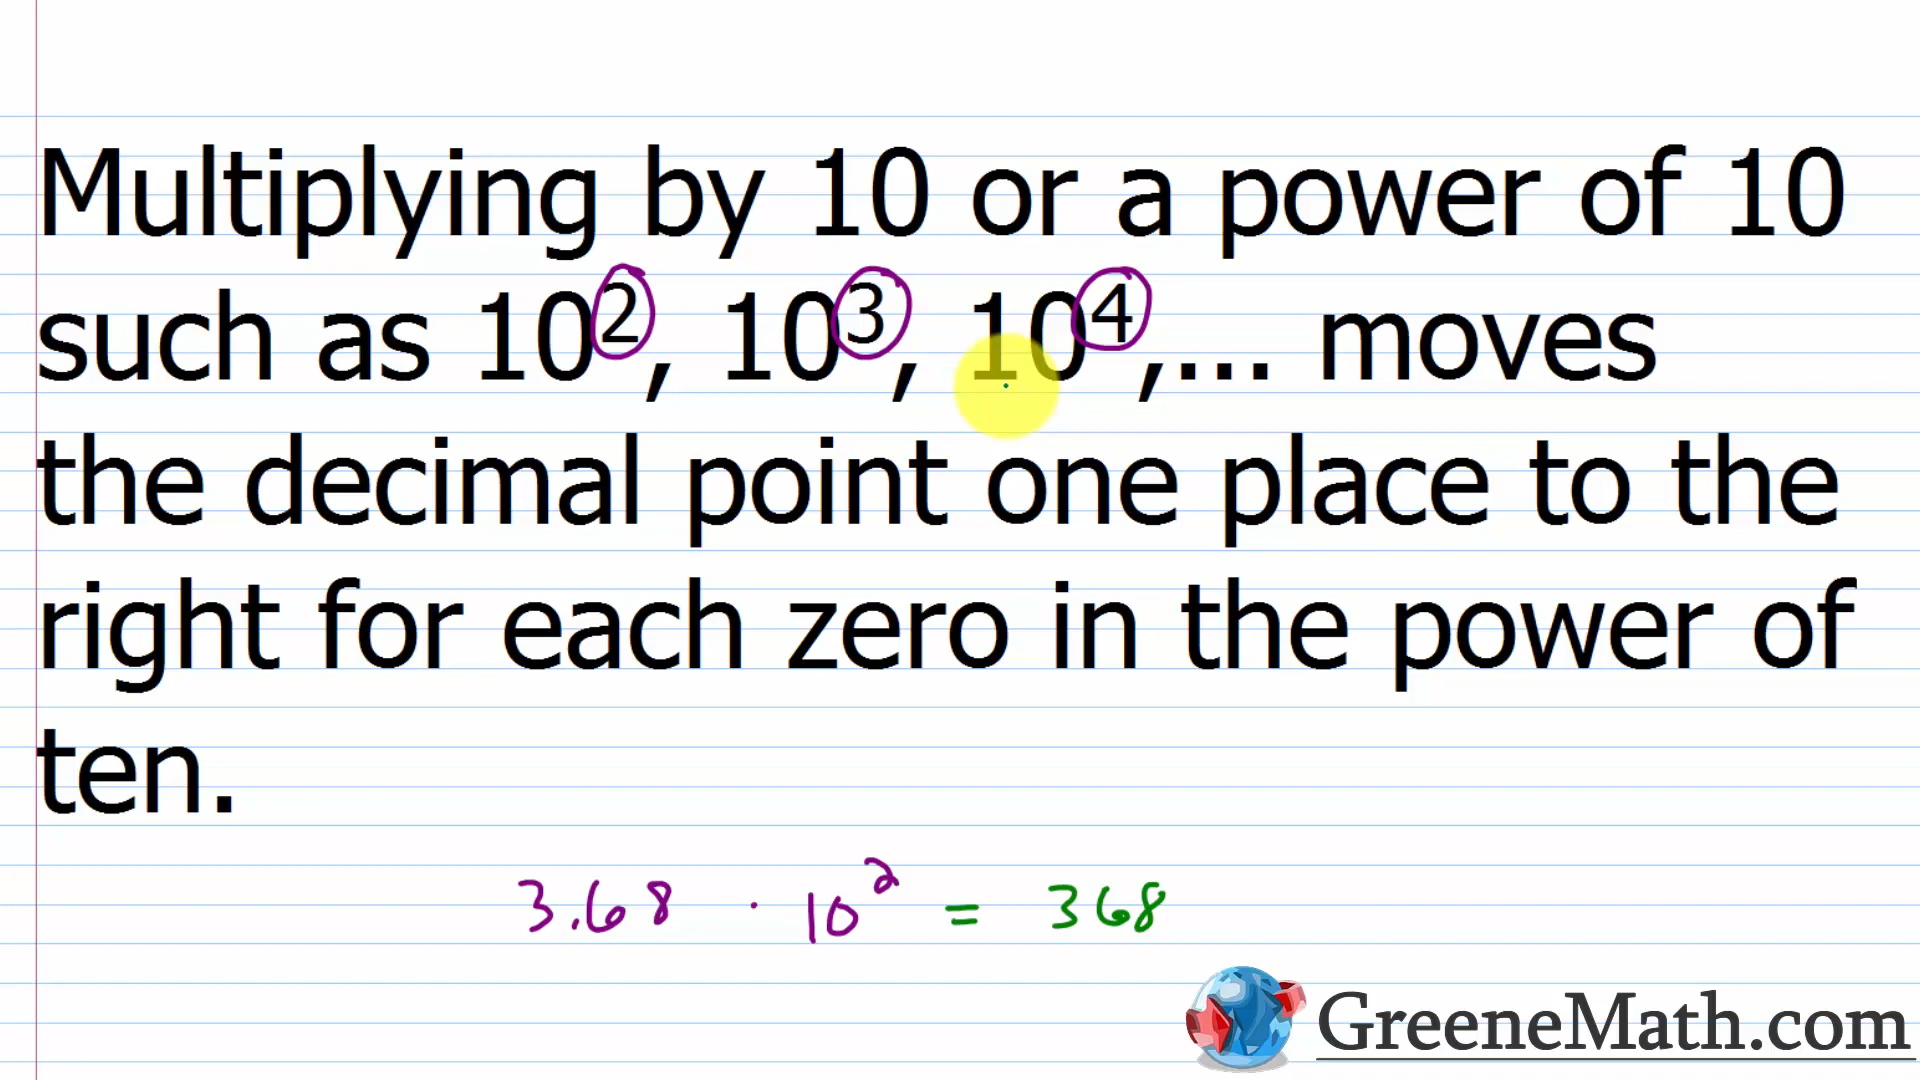 Multiplying by 10 or a power of 10
such as 10², 10³, 10⁴,... moves
the decimal point one place to the
right for each zero in the power of
ten.
3.68 · 10² = 368
GreeneMath.com